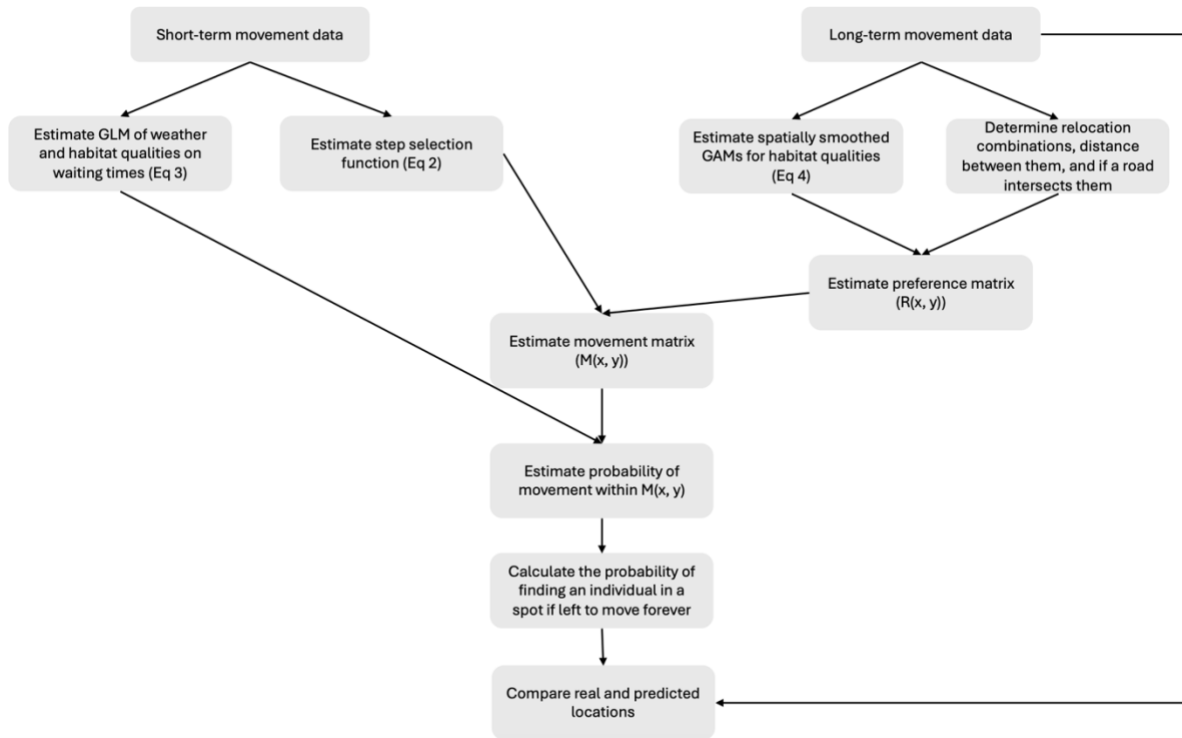 Short-term movement data
Long-term movement data
Estimate GLM of weather
and habitat qualities on
waiting times (Eq 3)
Estimate step selection
function (Eq 2)
Estimate spatially smoothed
GAMs for habitat qualities
(Eq 4)
Determine relocation
combinations, distance
between them, and if a road
intersects them
Estimate preference matrix
(R(x, y))
Estimate movement matrix
(M(x, y))
Estimate probability of
movement within M(x, y)
Calculate the probability of
finding an individual in a
spot if left to move forever
Compare real and predicted
locations